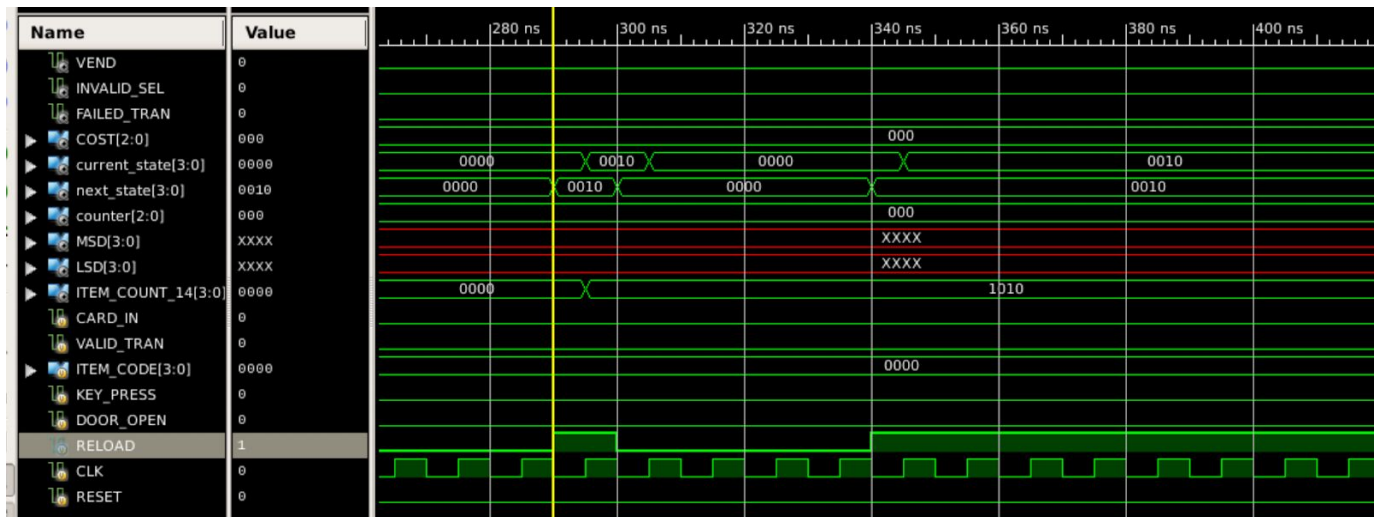 Name Value 280 ns 300 ns 320 ns 340 ns 360 ns 380 ns 400 ns
VEND 0
INVALID_SEL 0
FAILED_TRAN 0
COST[2:0] 000 000
current_state[3:0] 0000 0000 0010 0000 0010
next_state[3:0] 0010 0000 0010 0000 0010
counter[2:0] 000 000
MSD[3:0] XXXX XXXX
LSD[3:0] XXXX XXXX
ITEM_COUNT_14[3:0] 0000 0000 1010
CARD_IN 0
VALID_TRAN 0
ITEM_CODE[3:0] 0000 0000
KEY_PRESS 0
DOOR_OPEN 0
RELOAD 1
CLK 0
RESET 0